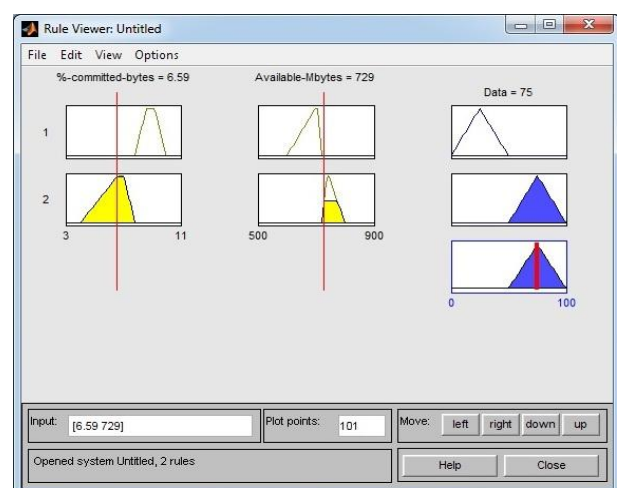 Rule Viewer: Untitled
File Edit View Options
%-committed-bytes = 6.59
Available-Mbytes = 729
Data = 75
1
2
3 11
500 900
0 100
Input: [6.59 729]
Plot points: 101
Move: left right down up
Opened system Untitled, 2 rules
Help Close